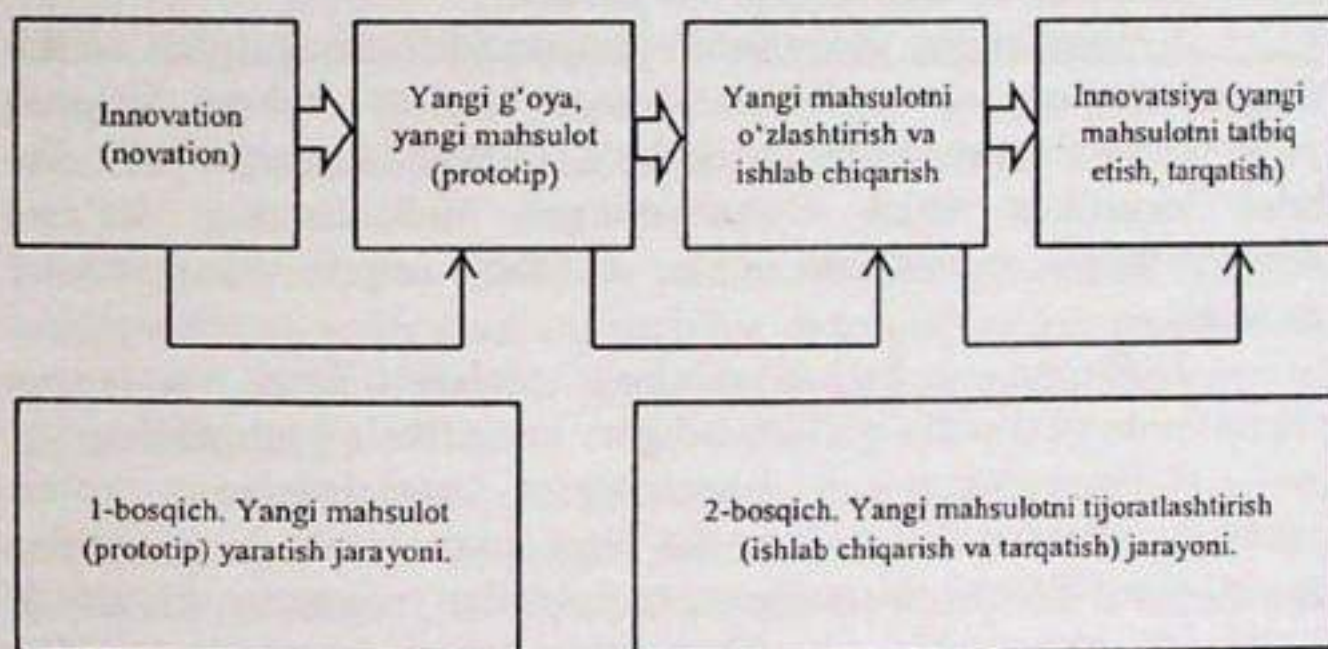 Innovation
(novation)
Yangi g‘oya,
yangi mahsulot
(prototip)
Yangi mahsulotni
o‘zlashtirish va
ishlab chiqarish
Innovatsiya (yangi
mahsulotni tatbiq
etish, tarqatish)
1-bosqich. Yangi mahsulot
(prototip) yaratish jarayoni.
2-bosqich. Yangi mahsulotni tijoratlashtirish
(ishlab chiqarish va tarqatish) jarayoni.